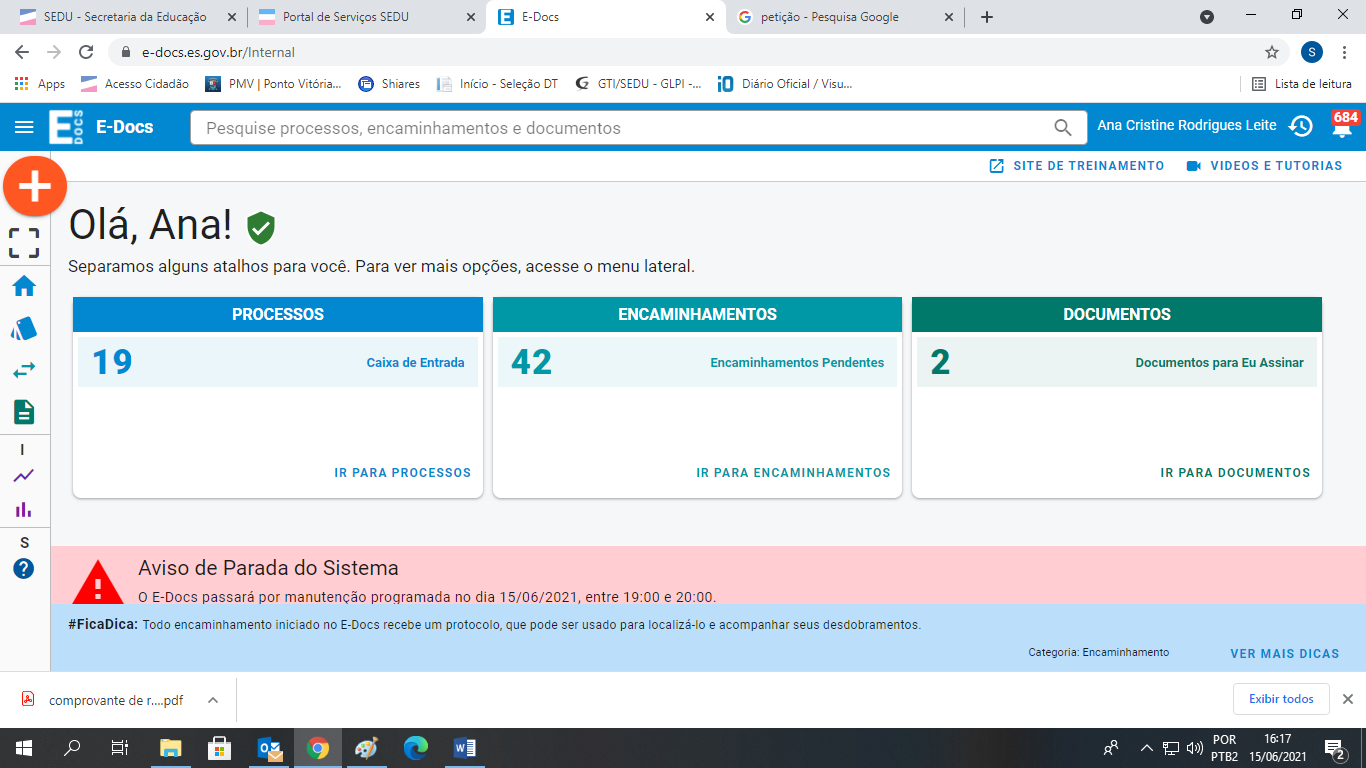 SEDU - Secretaria da Educação
Portal de Serviços SEDU
E-Docs
petição - Pesquisa Google
e-docs.es.gov.br/Internal
S
Apps
Acesso Cidadão
PMV | Ponto Vitória...
Shiares
Início - Seleção DT
GTI/SEDU - GLPI -...
Diário Oficial / Visu...
Lista de leitura
E DOCS
E-Docs
Pesquise processos, encaminhamentos e documentos
Ana Cristine Rodrigues Leite
684
SITE DE TREINAMENTO
VIDEOS E TUTORIAS
Olá, Ana!
Separamos alguns atalhos para você. Para ver mais opções, acesse o menu lateral.
PROCESSOS
19
Caixa de Entrada
IR PARA PROCESSOS
ENCAMINHAMENTOS
42
Encaminhamentos Pendentes
IR PARA ENCAMINHAMENTOS
DOCUMENTOS
2
Documentos para Eu Assinar
IR PARA DOCUMENTOS
I
S
Aviso de Parada do Sistema
O E-Docs passará por manutenção programada no dia 15/06/2021, entre 19:00 e 20:00.
#FicaDica: Todo encaminhamento iniciado no E-Docs recebe um protocolo, que pode ser usado para localizá-lo e acompanhar seus desdobramentos.
Categoria: Encaminhamento
VER MAIS DICAS
comprovante de r....pdf
Exibir todos
POR
PTB2
16:17
15/06/2021
2